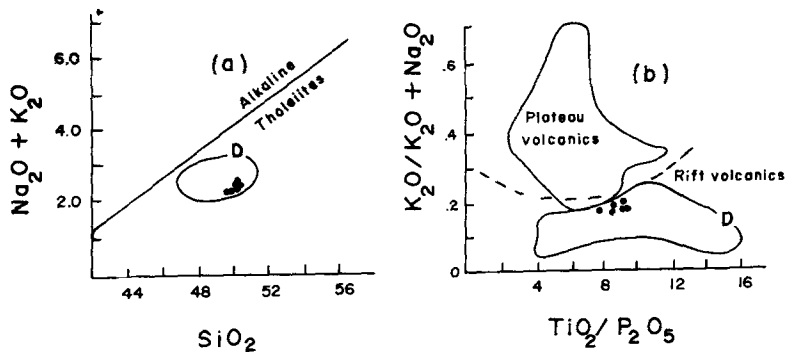 (a)
Na₂O + K₂O
6.0
4.0
2.0
Alkaline
Tholeiites
D
44
48
52
56
SiO₂
(b)
K₂O/K₂O + Na₂O
.6
.4
.2
0
Plateau
volcanics
Rift volcanics
D
4
8
12
16
TiO₂/P₂O₅